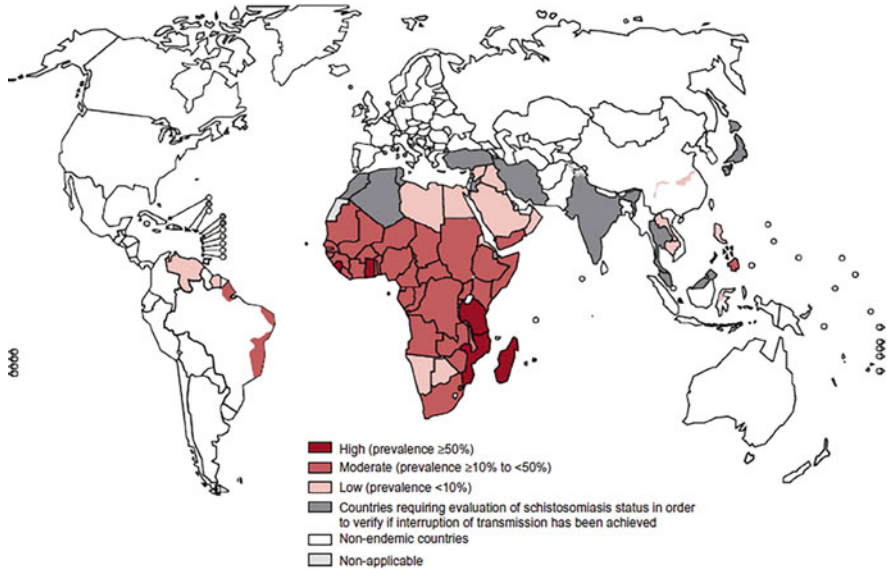 High (prevalence ≥50%)
Moderate (prevalence ≥10% to <50%)
Low (prevalence <10%)
Countries requiring evaluation of schistosomiasis status in order
to verify if interruption of transmission has been achieved
Non-endemic countries
Non-applicable